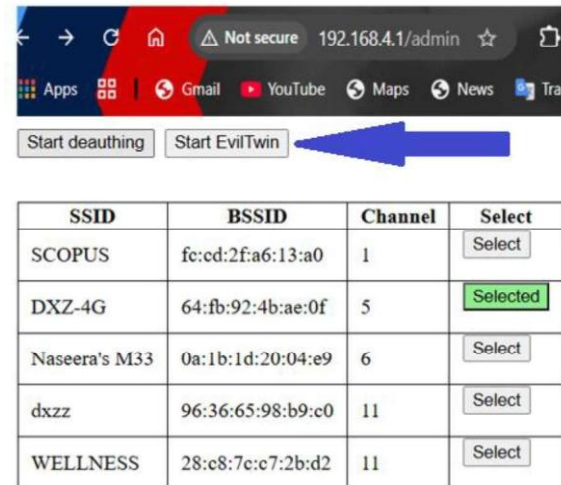 Not secure 192.168.4.1/admin
Apps Gmail YouTube Maps News Tra
Start deauthing Start EvilTwin
SSID BSSID Channel Select
SCOPUS fc:cd:2f:a6:13:a0 1 Select
DXZ-4G 64:fb:92:4b:ae:0f 5 Selected
Naseera's M33 0a:1b:1d:20:04:e9 6 Select
dxzz 96:36:65:98:b9:c0 11 Select
WELLNESS 28:c8:7c:c7:2b:d2 11 Select